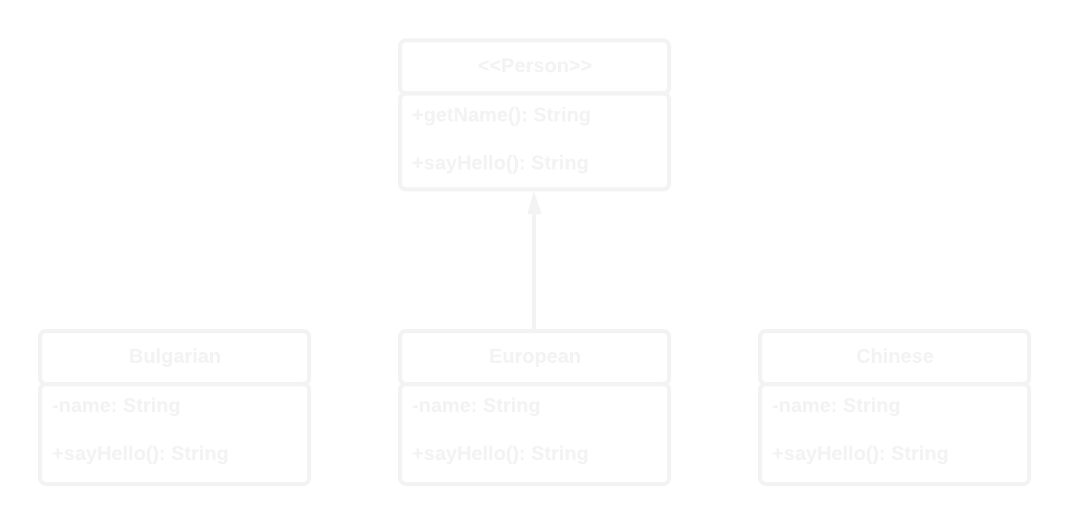 <<Person>>
+getName(): String
+sayHello(): String
Bulgarian
-name: String
+sayHello(): String
European
-name: String
+sayHello(): String
Chinese
-name: String
+sayHello(): String